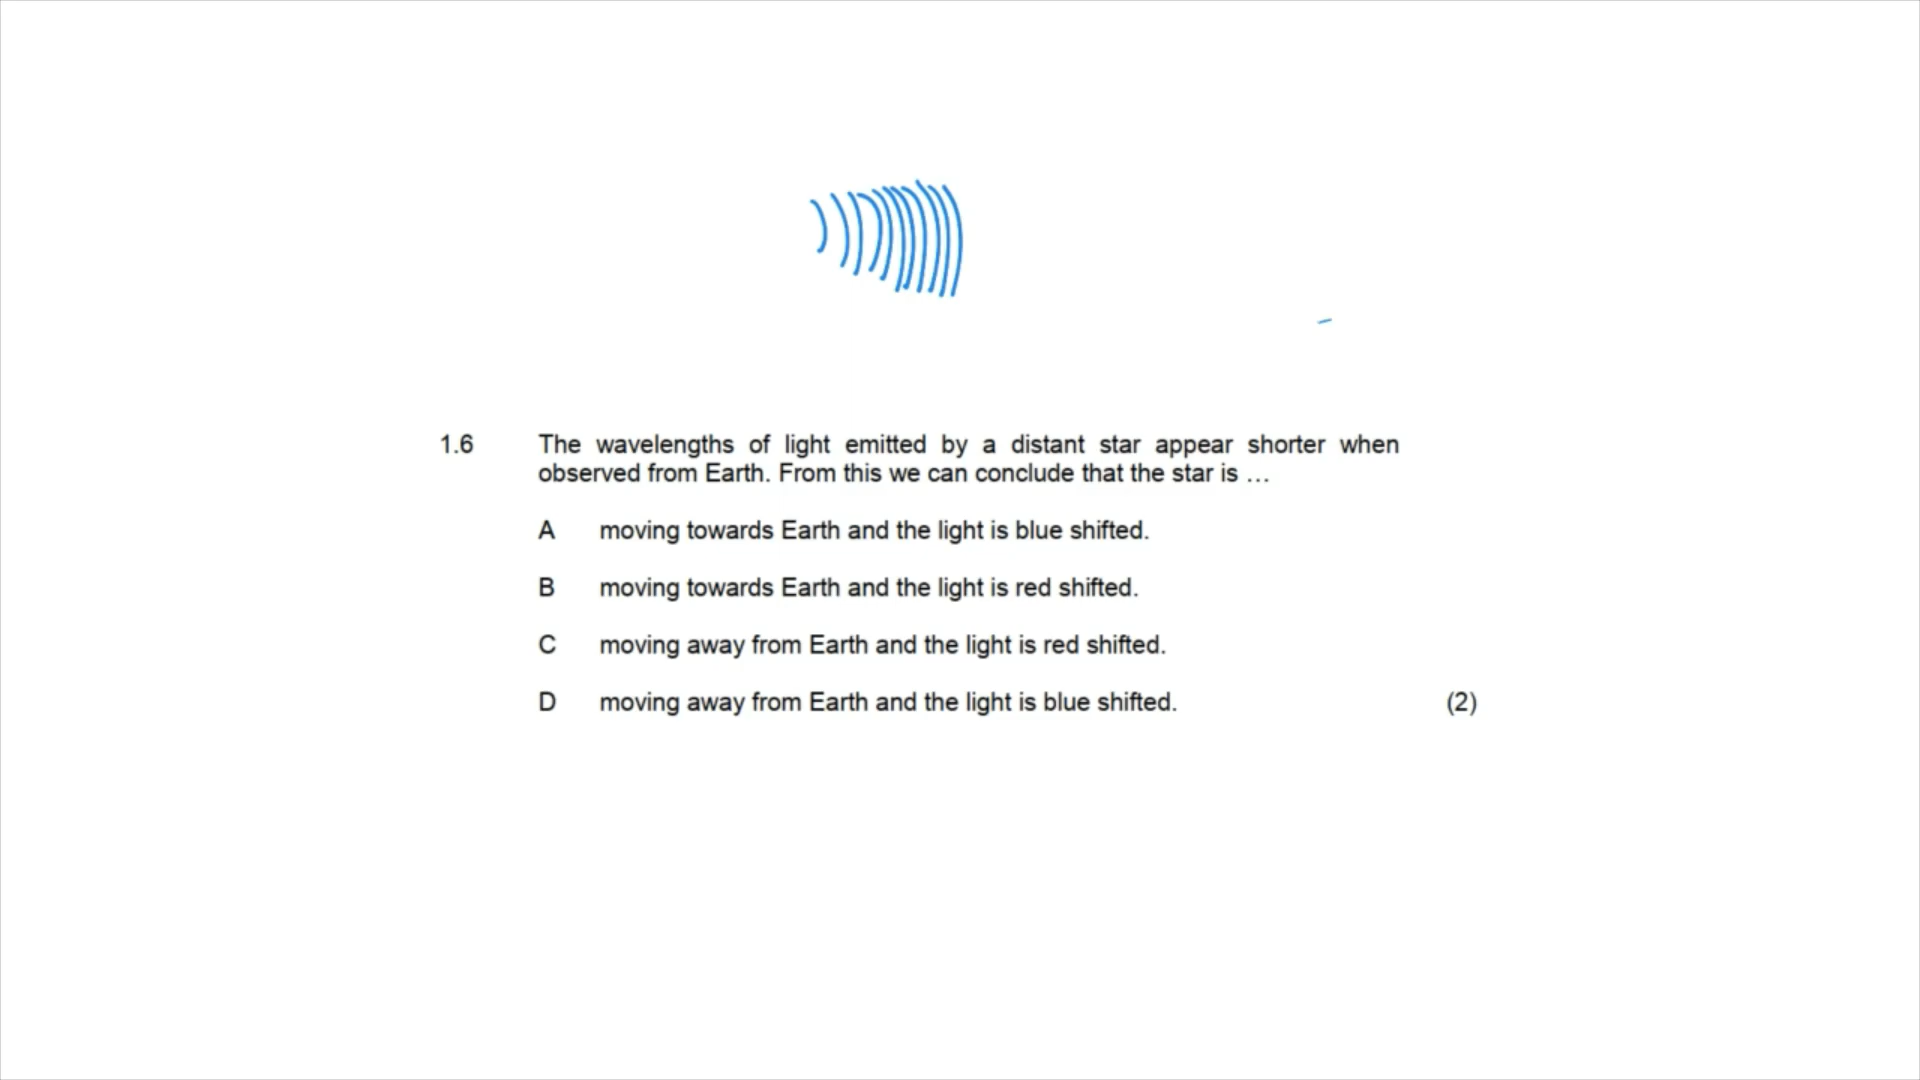 1.6 The wavelengths of light emitted by a distant star appear shorter when
observed from Earth. From this we can conclude that the star is …
A moving towards Earth and the light is blue shifted.
B moving towards Earth and the light is red shifted.
C moving away from Earth and the light is red shifted.
D moving away from Earth and the light is blue shifted. (2)